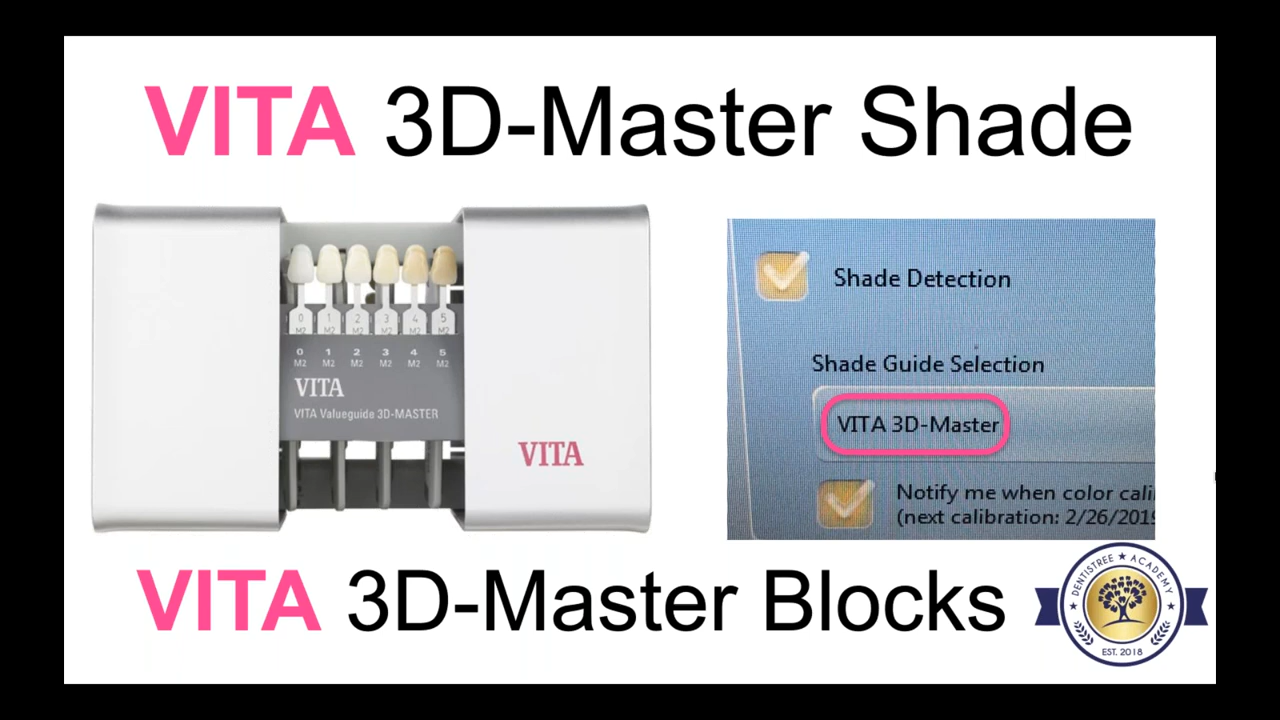 VITA 3D-Master Shade
0 1 2 3 4 5
M2 M2 M2 M2 M2 M2
0 1 2 3 4 5
M2 M2 M2 M2 M2 M2
VITA
VITA Valueguide 3D-MASTER
VITA
Shade Detection
Shade Guide Selection
VITA 3D-Master
Notify me when color cali
(next calibration: 2/26/2019
VITA 3D-Master Blocks
DENTISTREE ★ ACADEMY
EST. 2018